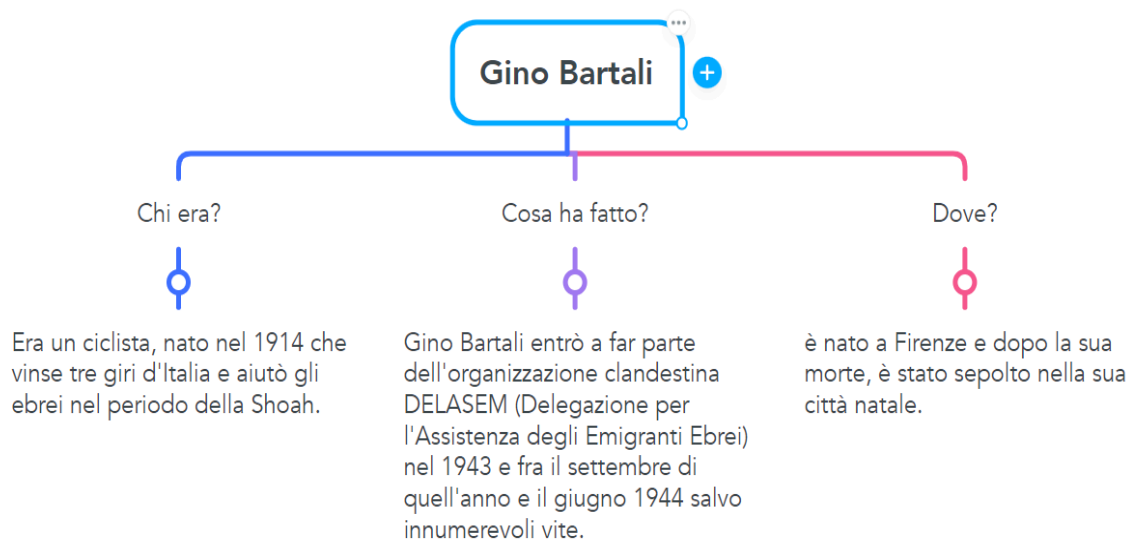 Gino Bartali
Chi era?
Cosa ha fatto?
Dove?
Era un ciclista, nato nel 1914 che
vinse tre giri d'Italia e aiutò gli
ebrei nel periodo della Shoah.
Gino Bartali entrò a far parte
dell'organizzazione clandestina
DELASEM (Delegazione per
l'Assistenza degli Emigranti Ebrei)
nel 1943 e fra il settembre di
quell'anno e il giugno 1944 salvo
innumerevoli vite.
è nato a Firenze e dopo la sua
morte, è stato sepolto nella sua
città natale.